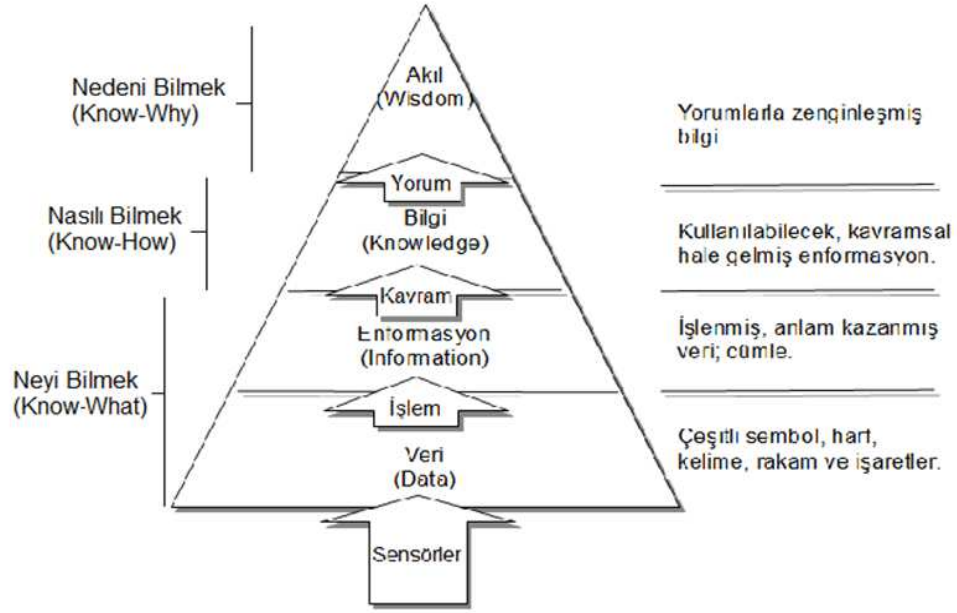 Nedeni Bilmek
(Know-Why)
Akıl
(Wisdom)
Yorumlarla zenginleşmiş
bilgi
Yorum
Nasılı Bilmek
(Know-How)
Bilgi
(Knowledge)
Kullanılabilecek, kavramsal
hale gelmiş enformasyon.
Kavram
Enformasyon
(Information)
İşlenmiş, anlam kazanmış
veri; cümle.
Neyi Bilmek
(Know-What)
İşlem
Veri
(Data)
Çeşitli sembol, harf,
kelime, rakam ve işaretler.
Sensörler